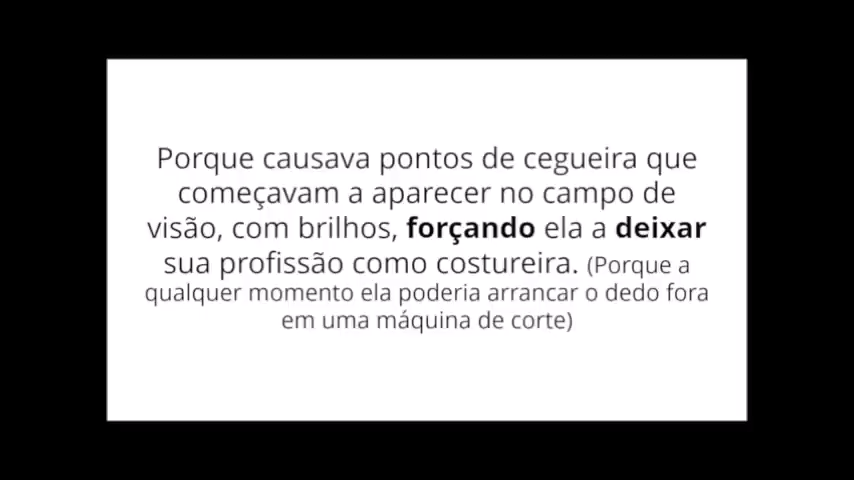 Porque causava pontos de cegueira que
começavam a aparecer no campo de
visão, com brilhos, forçando ela a deixar
sua profissão como costureira. (Porque a
qualquer momento ela poderia arrancar o dedo fora
em uma máquina de corte)